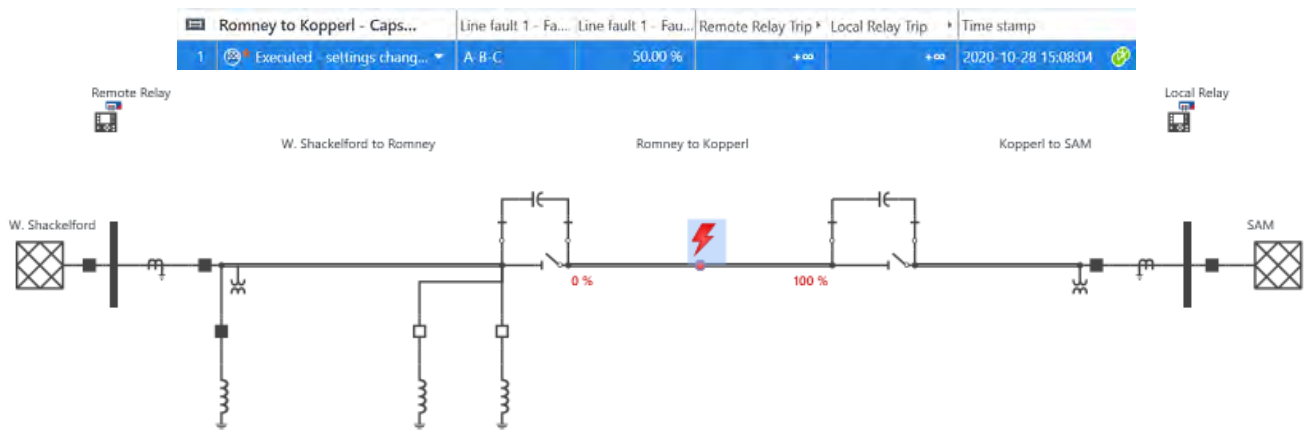 Romney to Kopperl - Caps... Line fault 1 - Fa... Line fault 1 - Fau... Remote Relay Trip Local Relay Trip Time stamp
1 Executed - settings chang... A-B-C 50.00 % +∞ +∞ 2020-10-28 15:08:04
Remote Relay Local Relay
W. Shackelford to Romney Romney to Kopperl Kopperl to SAM
W. Shackelford SAM
0 % 100 %